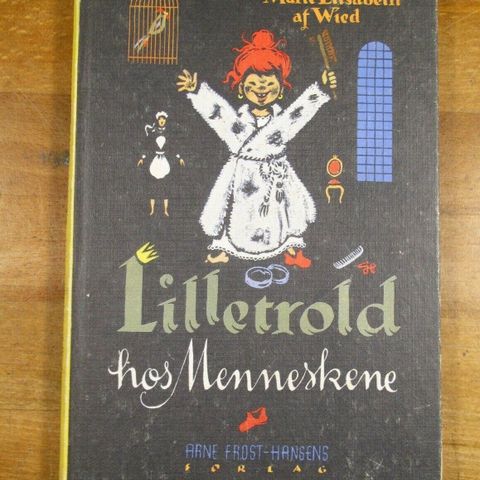 Marie Elisabeth
af Wied
Lilletrold
hos Menneskene
ARNE FROST-HANSENS
FORLAG